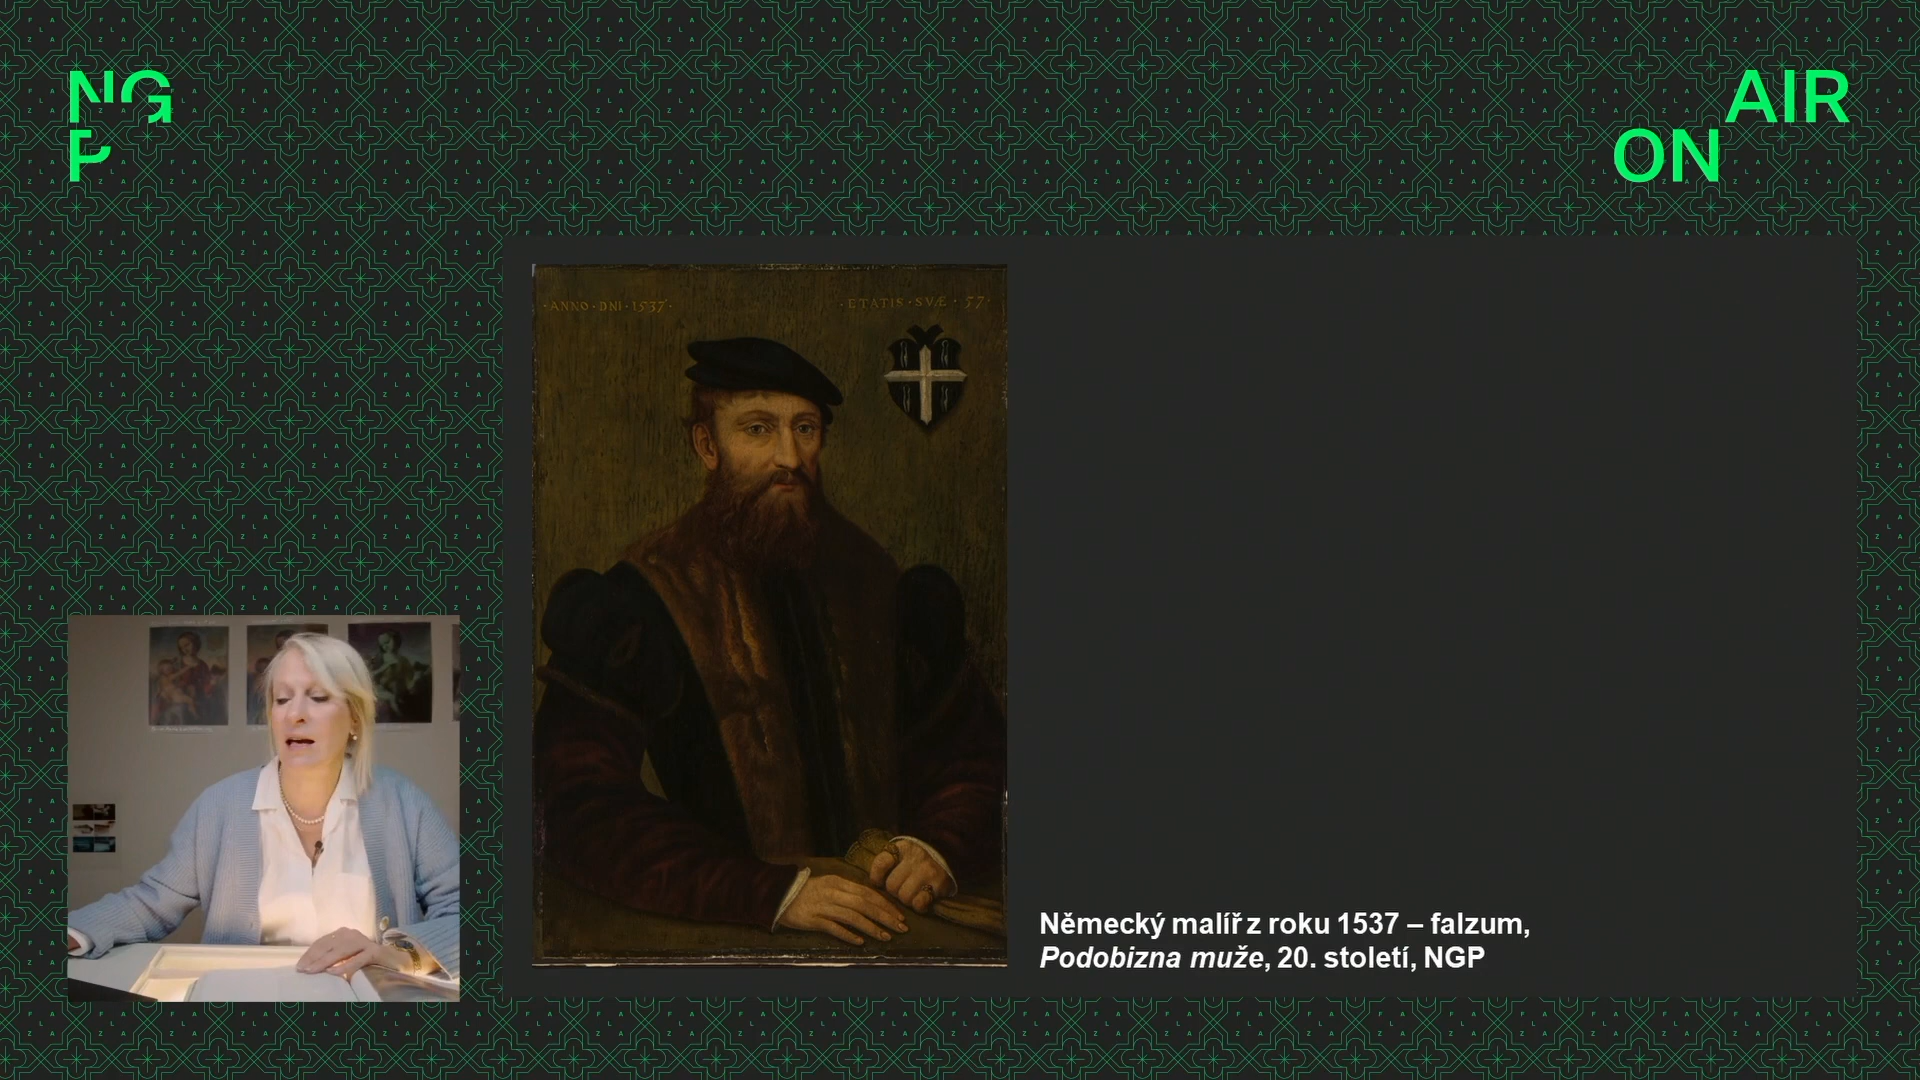 NG
P
AIR
ON
·ANNO·DNI·1537·
·ETATIS·SVÆ·57·
Německý malíř z roku 1537 – falzum,
Podobizna muže, 20. století, NGP